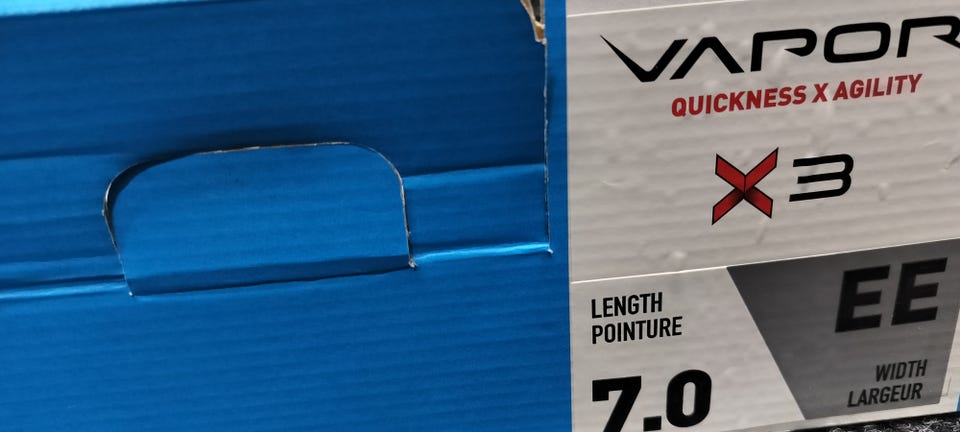 VAPOR
QUICKNESS X AGILITY
X3
LENGTH
POINTURE
7.0
EE
WIDTH
LARGEUR